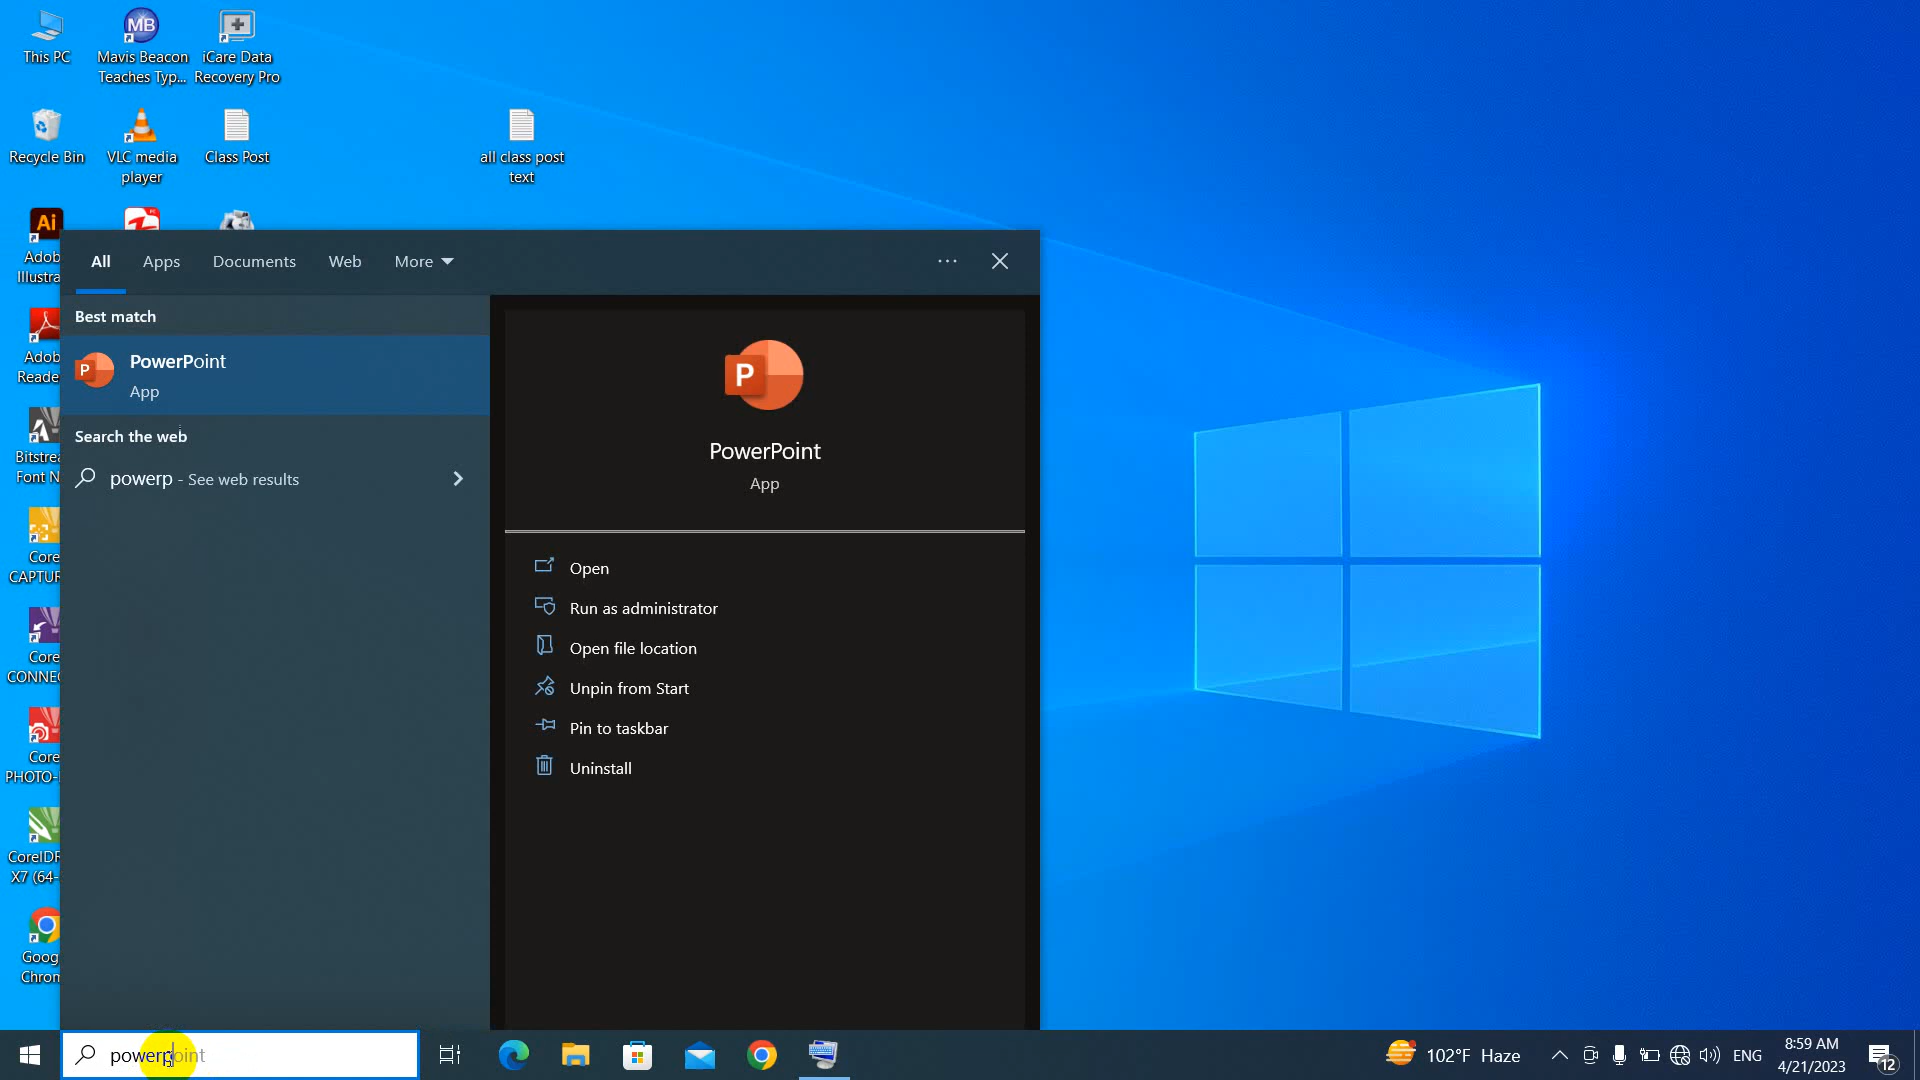 This PC
Mavis Beacon
Teaches Typ...
iCare Data
Recovery Pro
Recycle Bin
VLC media
player
Class Post
all class post
text
Adob
Illustra
Adob
Reade
Bitstrea
Font N
Core
CAPTUR
Core
CONNEC
Core
PHOTO-
CorelDR
X7 (64-
Goog
Chrom
All
Apps
Documents
Web
More
Best match
PowerPoint
App
Search the web
powerp - See web results
PowerPoint
App
Open
Run as administrator
Open file location
Unpin from Start
Pin to taskbar
Uninstall
powerpoint
102°F Haze
ENG
8:59 AM
4/21/2023
12